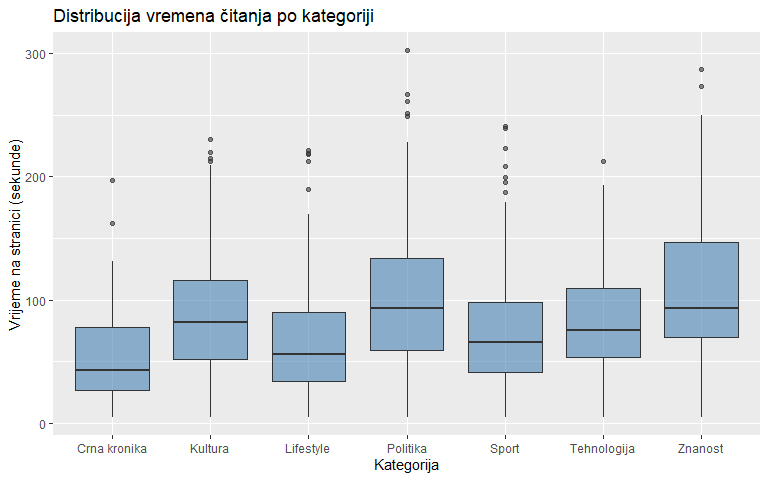 Distribucija vremena čitanja po kategoriji
Vrijeme na stranici (sekunde)
300
200
100
0
Crna kronika Kultura Lifestyle Politika Sport Tehnologija Znanost
Kategorija